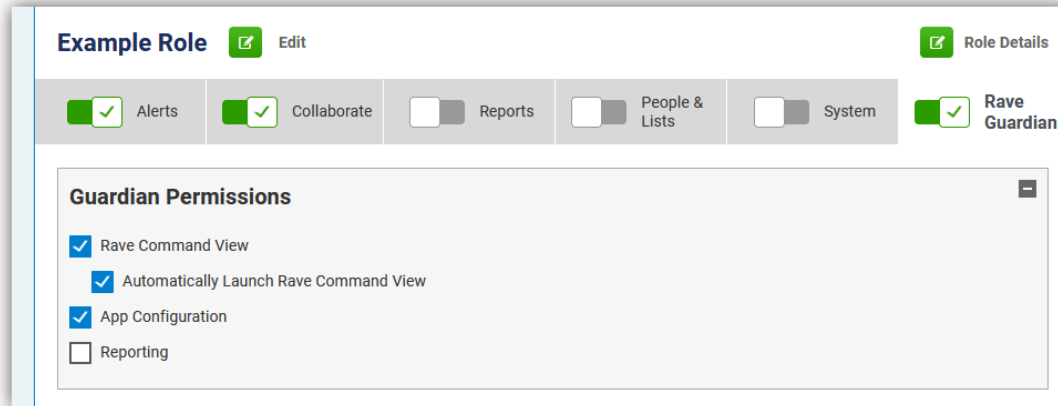 Example Role
Edit
Role Details
Alerts
Collaborate
Reports
People &
Lists
System
Rave
Guardian
Guardian Permissions
Rave Command View
Automatically Launch Rave Command View
App Configuration
Reporting